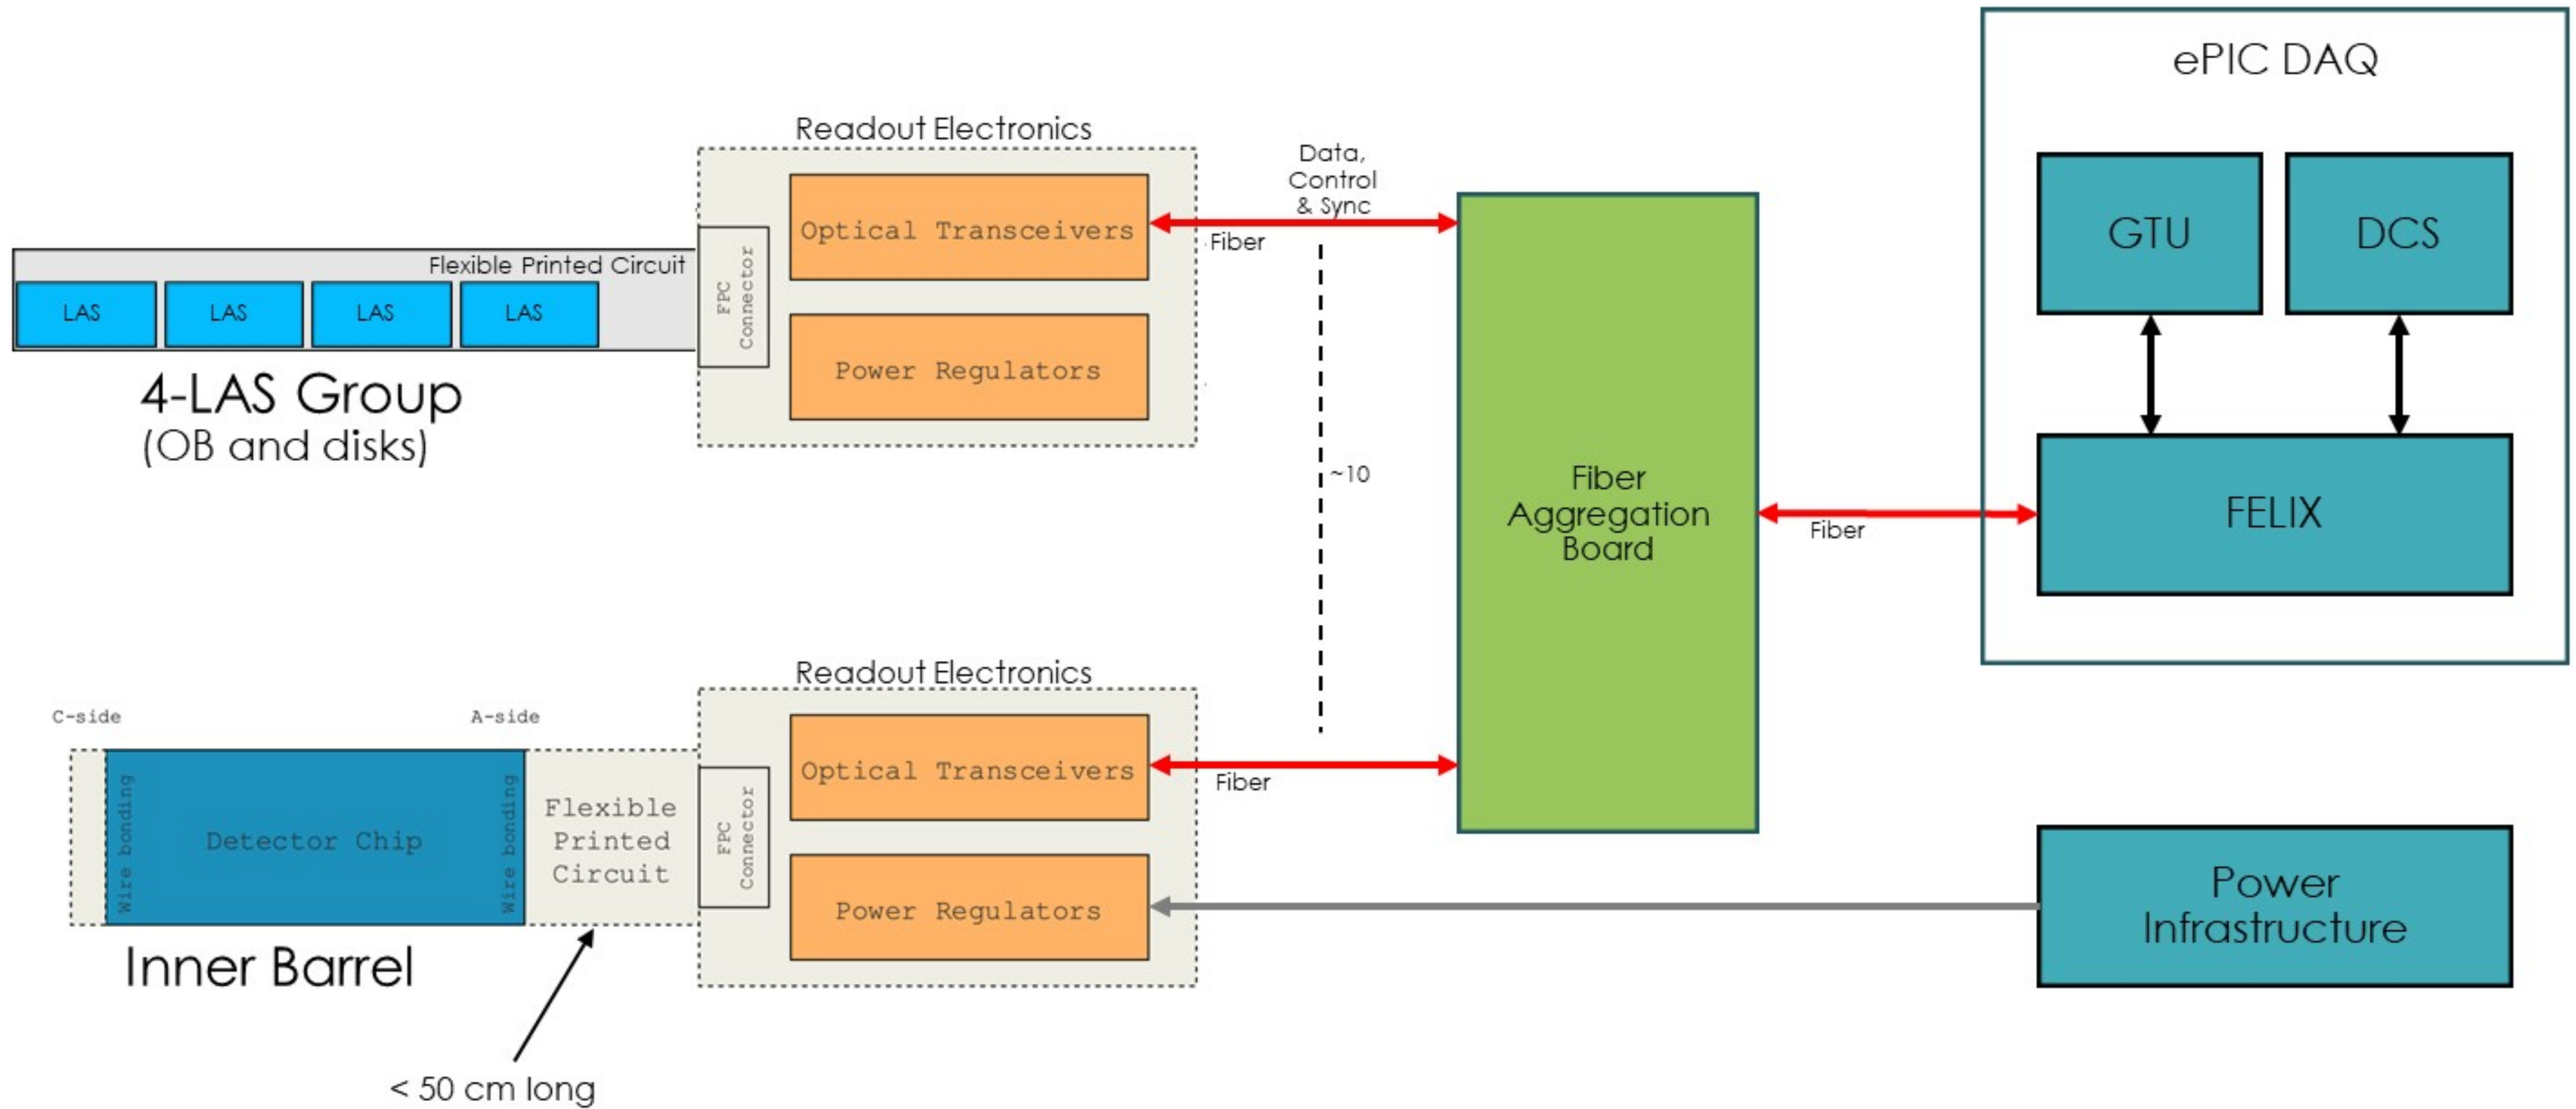 ePIC DAQ
Readout Electronics
Data,
Control
& Sync
Optical Transceivers
Fiber
GTU
DCS
Flexible Printed Circuit
FPC
Connector
LAS
LAS
LAS
LAS
Power Regulators
4-LAS Group
(OB and disks)
~10
Fiber
Aggregation
Board
Fiber
FELIX
Readout Electronics
C-side
A-side
Optical Transceivers
Fiber
Wire bonding
Detector Chip
Wire bonding
Flexible
Printed
Circuit
FPC
Connector
Power Regulators
Power
Infrastructure
Inner Barrel
< 50 cm long